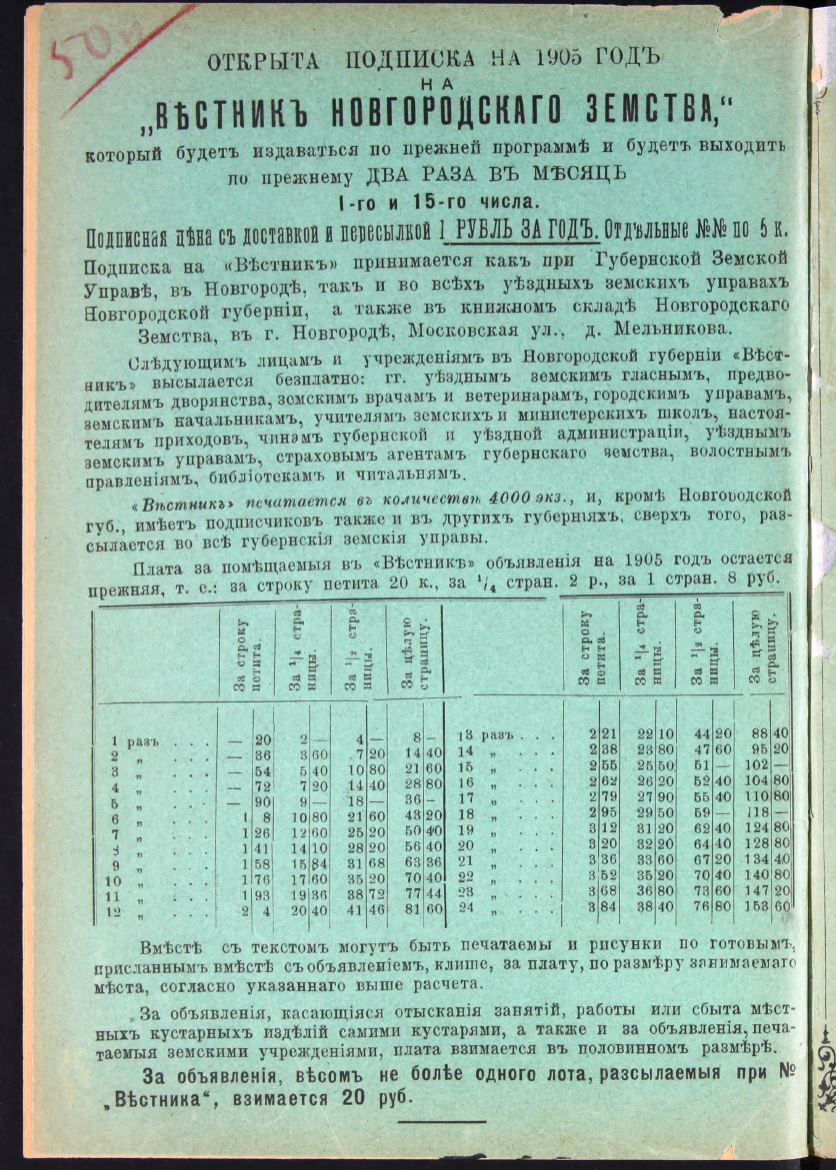 50 к
ОТКРЫТА ПОДПИСКА НА 1905 ГОДЪ
НА
„ВѢСТНИКЪ НОВГОРОДСКАГО ЗЕМСТВА,“
который будетъ издаваться по прежней программѣ и будетъ выходить
по прежнему ДВА РАЗА ВЪ МѢСЯЦЪ
1-го и 15-го числа.
Подписная цѣна съ доставкой и пересылкой 1 РУБЛЬ ЗА ГОДЪ. Отдѣльные №№ по 5 к.
Подписка на «Вѣстникъ» принимается какъ при Губернской Земской
Управѣ, въ Новгородѣ, такъ и во всѣхъ уѣздныхъ земскихъ управахъ
Новгородской губерніи, а также въ книжномъ складѣ Новгородскаго
Земства, въ г. Новгородѣ, Московская ул., д. Мельникова.
Слѣдующимъ лицамъ и учрежденіямъ въ Новгородской губерніи «Вѣст-
никъ» высылается безплатно: гг. уѣзднымъ земскимъ гласнымъ, предво-
дителямъ дворянства, земскимъ врачамъ и ветеринарамъ, городскимъ управамъ,
земскимъ начальникамъ, учителямъ земскихъ и министерскихъ школъ, настоя-
телямъ приходовъ, чинамъ губернской и уѣздной администраціи, уѣзднымъ
земскимъ управамъ, страховымъ агентамъ губернскаго земства, волостнымъ
правленіямъ, библіотекамъ и читальнямъ.
«Вѣстникъ» печатается въ количествѣ 4000 экз., и, кромѣ Новгородской
губ., имѣетъ подписчиковъ также и въ другихъ губерніяхъ; сверхъ того, раз-
сылается во всѣ губернскія земскія управы.
Плата за помѣщаемыя въ «Вѣстникѣ» объявленія на 1905 годъ остается
прежняя, т. е.: за строку петита 20 к., за 1/4 стран. 2 р., за 1 стран. 8 руб.
За строку петита. За 1/4 стра-ницы. За 1/2 стра-ницы. За цѣлую страницу. За строку петита. За 1/4 стра-ницы. За 1/2 стра-ницы. За цѣлую страницу.
1 разъ . . . — 20 2 — 4 — 8 — 13 разъ . . . 2 21 22 10 44 20 88 40
2 „ . . . — 36 3 60 7 20 14 40 14 „ . . . 2 38 23 80 47 60 95 20
3 „ . . . — 54 5 40 10 80 21 60 15 „ . . . 2 55 25 50 51 — 102 —
4 „ . . . — 72 7 20 14 40 28 80 16 „ . . . 2 62 26 20 52 40 104 80
5 „ . . . — 90 9 — 18 — 36 — 17 „ . . . 2 79 27 90 55 40 110 80
6 „ . . . 1 8 10 80 21 60 43 20 18 „ . . . 2 95 29 50 59 — 118 —
7 „ . . . 1 26 12 60 25 20 50 40 19 „ . . . 3 12 31 20 62 40 124 80
8 „ . . . 1 41 14 10 28 20 56 40 20 „ . . . 3 20 32 20 64 40 128 80
9 „ . . . 1 58 15 84 31 68 63 36 21 „ . . . 3 36 33 60 67 20 134 40
10 „ . . . 1 76 17 60 35 20 70 40 22 „ . . . 3 52 35 20 70 40 140 80
11 „ . . . 1 93 19 36 38 72 77 44 23 „ . . . 3 68 36 80 73 60 147 20
12 „ . . . 2 4 20 40 41 46 81 60 24 „ . . . 3 84 38 40 76 80 153 60
Вмѣстѣ съ текстомъ могутъ быть печатаемы и рисунки по готовымъ,
присланнымъ вмѣстѣ съ объявленіемъ, клише, за плату, по размѣру занимаемаго
мѣста, согласно указаннаго выше расчета.
За объявленія, касающіяся отысканія занятій, работы или сбыта мѣст-
ныхъ кустарныхъ издѣлій самими кустарями, а также и за объявленія, печа-
таемыя земскими учрежденіями, плата взимается въ половинномъ размѣрѣ.
За объявленія, вѣсомъ не болѣе одного лота, разсылаемыя при №
„Вѣстника“, взимается 20 руб.